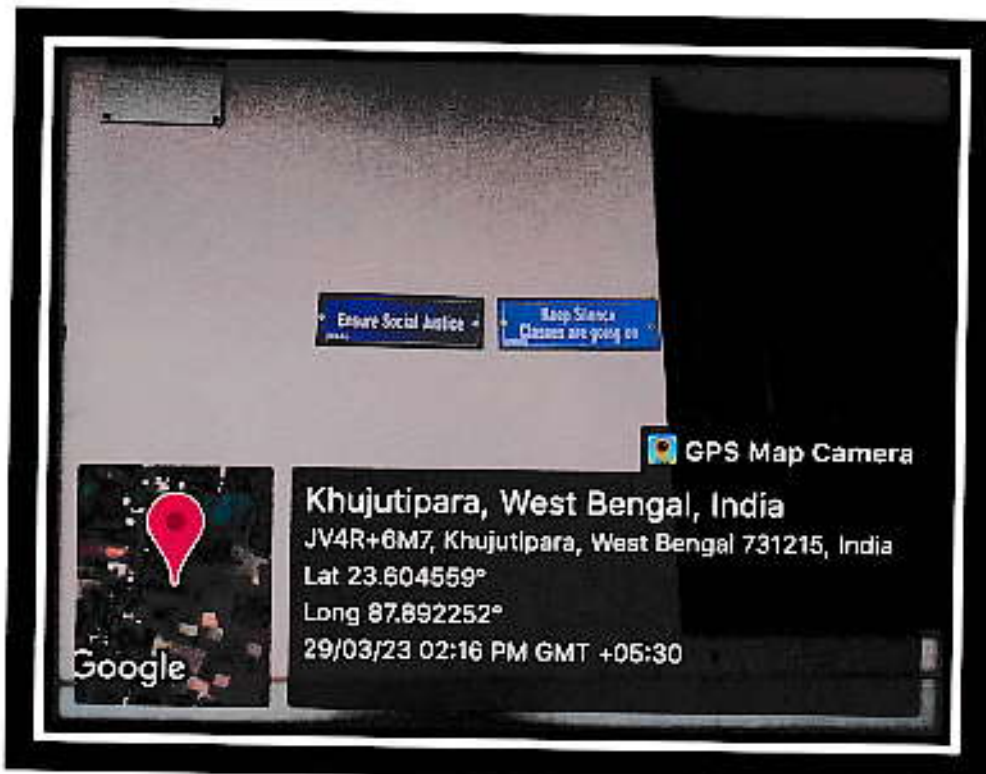 Ensure Social Justice
Keep Silence
Classes are going on
GPS Map Camera
Khujutipara, West Bengal, India
JV4R+6M7, Khujutipara, West Bengal 731215, India
Lat 23.604559°
Long 87.892252°
29/03/23 02:16 PM GMT +05:30
Google